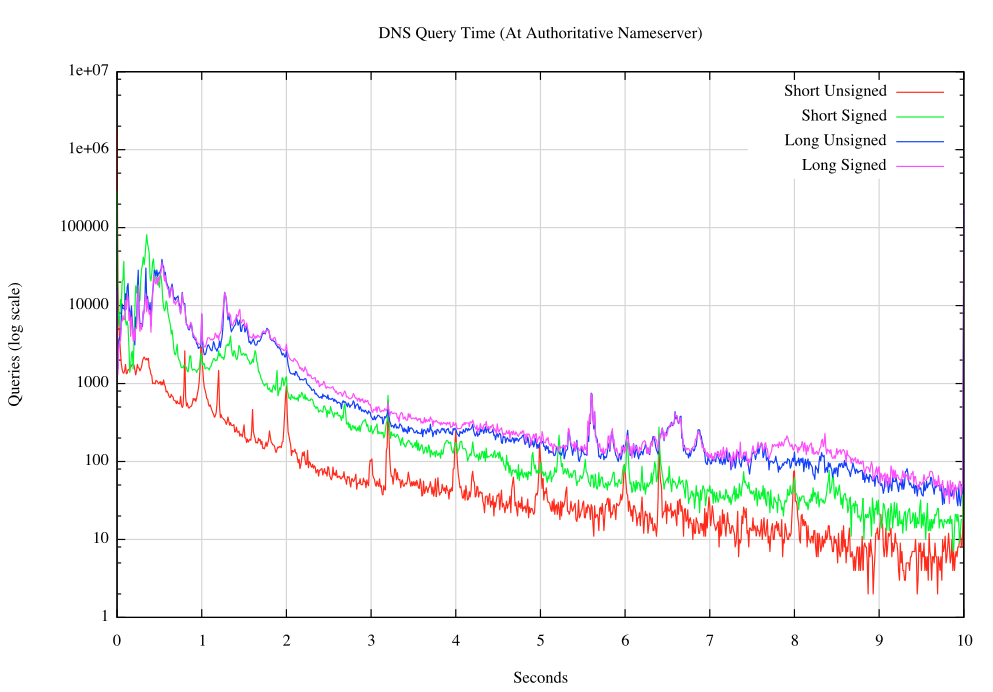 DNS Query Time (At Authoritative Nameserver)
1e+07
1e+06
100000
10000
1000
100
10
1
Queries (log scale)
Short Unsigned
Short Signed
Long Unsigned
Long Signed
0 1 2 3 4 5 6 7 8 9 10
Seconds